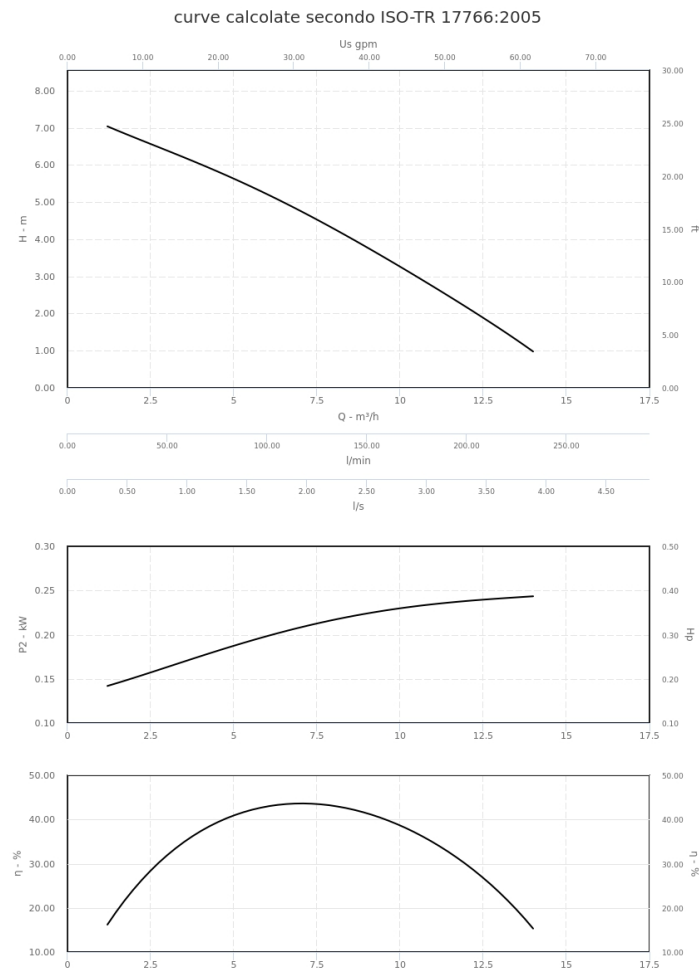 curve calcolate secondo ISO-TR 17766:2005
Us gpm
0.00 10.00 20.00 30.00 40.00 50.00 60.00 70.00
8.00 7.00 6.00 5.00 4.00 3.00 2.00 1.00 0.00
H - m
30.00 25.00 20.00 15.00 10.00 5.00 0.00
ft
0 2.5 5 7.5 10 12.5 15 17.5
Q - m³/h
0.00 50.00 100.00 150.00 200.00 250.00
l/min
0.00 0.50 1.00 1.50 2.00 2.50 3.00 3.50 4.00 4.50
l/s
0.30 0.25 0.20 0.15 0.10
P2 - kW
0.50 0.40 0.30 0.20 0.10
Hp
0 2.5 5 7.5 10 12.5 15 17.5
50.00 40.00 30.00 20.00 10.00
η - %
50.00 40.00 30.00 20.00 10.00
η - %
0 2.5 5 7.5 10 12.5 15 17.5